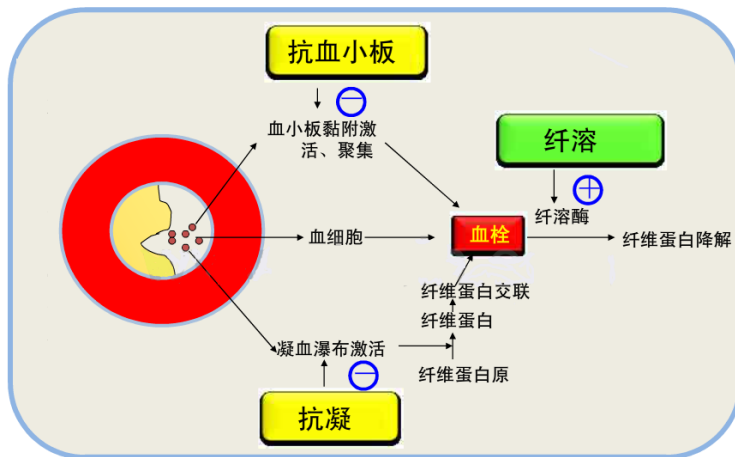 抗血小板
血小板黏附激
活、聚集
纤溶
纤溶酶
血细胞
血栓
纤维蛋白降解
纤维蛋白交联
纤维蛋白
凝血瀑布激活
纤维蛋白原
抗凝